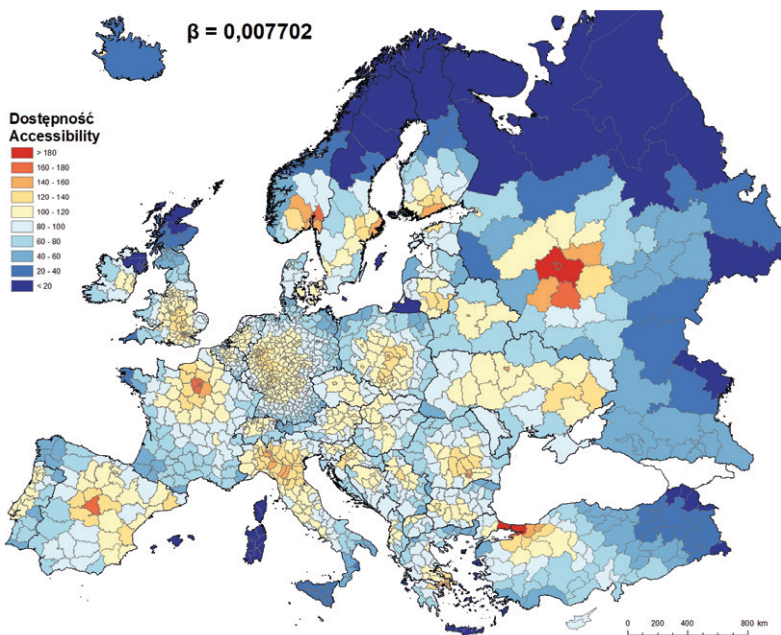 β = 0,007702
Dostępność
Accessibility
> 180
160 - 180
140 - 160
120 - 140
100 - 120
80 - 100
60 - 80
40 - 60
20 - 40
< 20
0 200 400 800 km